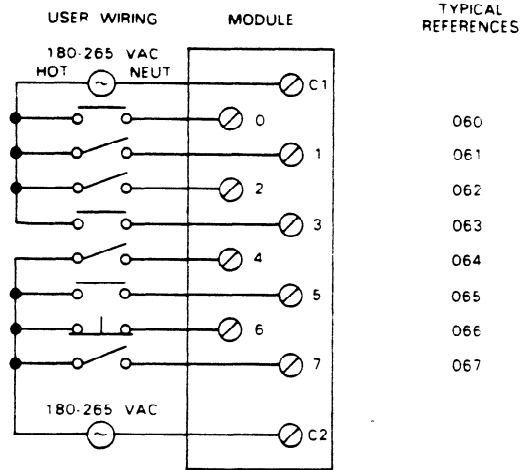 USER WIRING MODULE TYPICAL REFERENCES
180-265 VAC
HOT NEUT
C1
0 060
1 061
2 062
3 063
4 064
5 065
6 066
7 067
180-265 VAC
C2